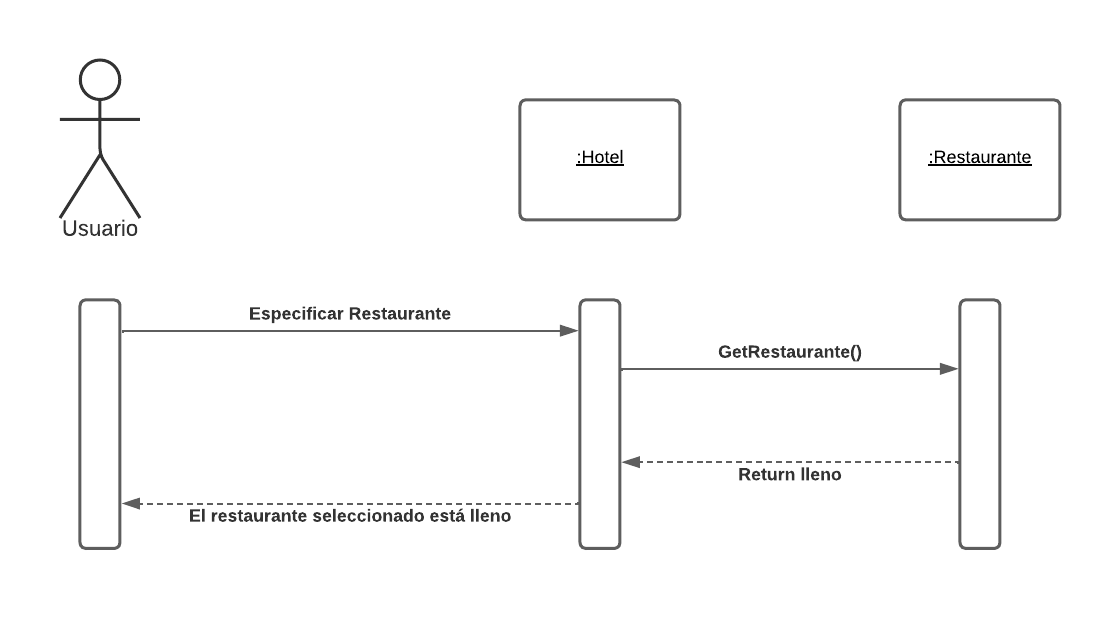 Usuario
:Hotel
:Restaurante
Especificar Restaurante
GetRestaurante()
Return lleno
El restaurante seleccionado está lleno